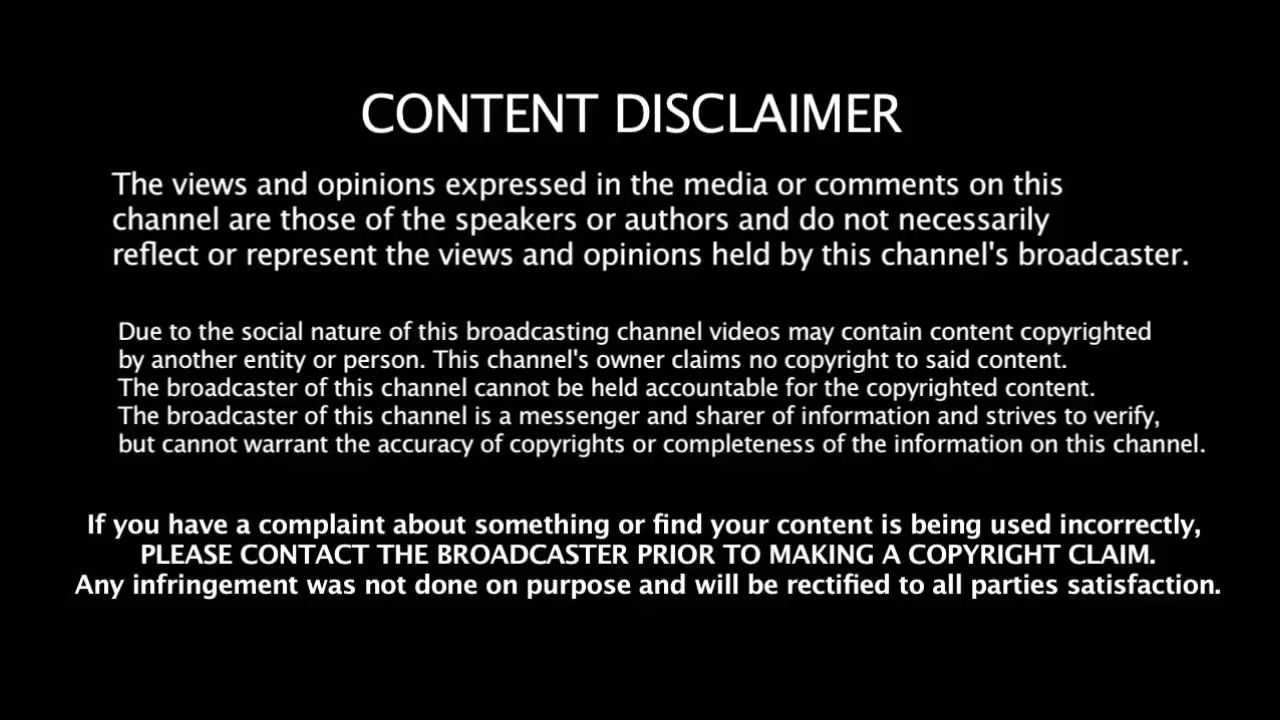 CONTENT DISCLAIMER
The views and opinions expressed in the media or comments on this
channel are those of the speakers or authors and do not necessarily
reflect or represent the views and opinions held by this channel's broadcaster.
Due to the social nature of this broadcasting channel videos may contain content copyrighted
by another entity or person. This channel's owner claims no copyright to said content.
The broadcaster of this channel cannot be held accountable for the copyrighted content.
The broadcaster of this channel is a messenger and sharer of information and strives to verify,
but cannot warrant the accuracy of copyrights or completeness of the information on this channel.
If you have a complaint about something or find your content is being used incorrectly,
PLEASE CONTACT THE BROADCASTER PRIOR TO MAKING A COPYRIGHT CLAIM.
Any infringement was not done on purpose and will be rectified to all parties satisfaction.